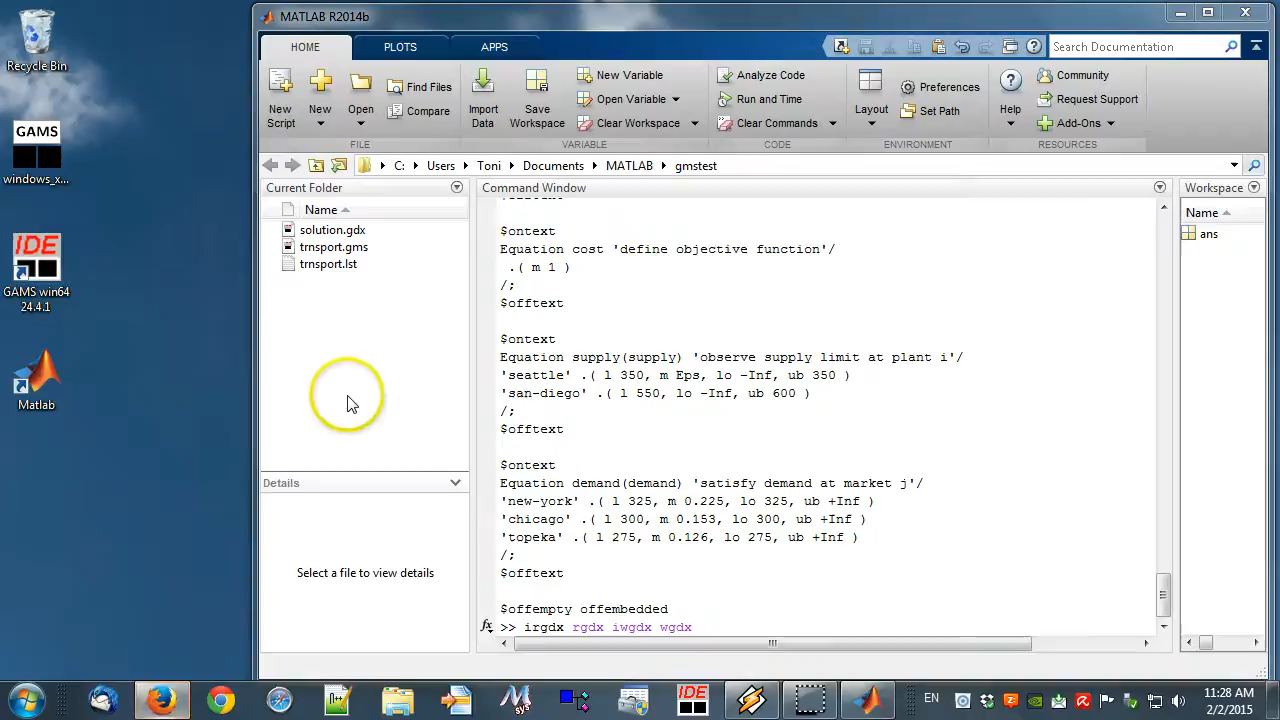 Recycle Bin
GAMS
windows_x...
IDE
GAMS win64
24.4.1
Matlab
MATLAB R2014b
HOME
PLOTS
APPS
Search Documentation
New
Script
New
Open
Find Files
Compare
FILE
Import
Data
Save
Workspace
New Variable
Open Variable
Clear Workspace
VARIABLE
Analyze Code
Run and Time
Clear Commands
CODE
Layout
Preferences
Set Path
ENVIRONMENT
Help
Community
Request Support
Add-Ons
RESOURCES
C: Users Toni Documents MATLAB gmstest
Current Folder
Name
solution.gdx
trnsport.gms
trnsport.lst
Details
Select a file to view details
Command Window
$ontext
Equation cost 'define objective function'/
.( m 1 )
/;
$offtext
$ontext
Equation supply(supply) 'observe supply limit at plant i'/
'seattle' .( l 350, m Eps, lo -Inf, ub 350 )
'san-diego' .( l 550, lo -Inf, ub 600 )
/;
$offtext
$ontext
Equation demand(demand) 'satisfy demand at market j'/
'new-york' .( l 325, m 0.225, lo 325, ub +Inf )
'chicago' .( l 300, m 0.153, lo 300, ub +Inf )
'topeka' .( l 275, m 0.126, lo 275, ub +Inf )
/;
$offtext
$offempty offembedded
fx >> irgdx rgdx iwgdx wgdx
Workspace
Name
ans
IDE
EN
11:28 AM
2/2/2015